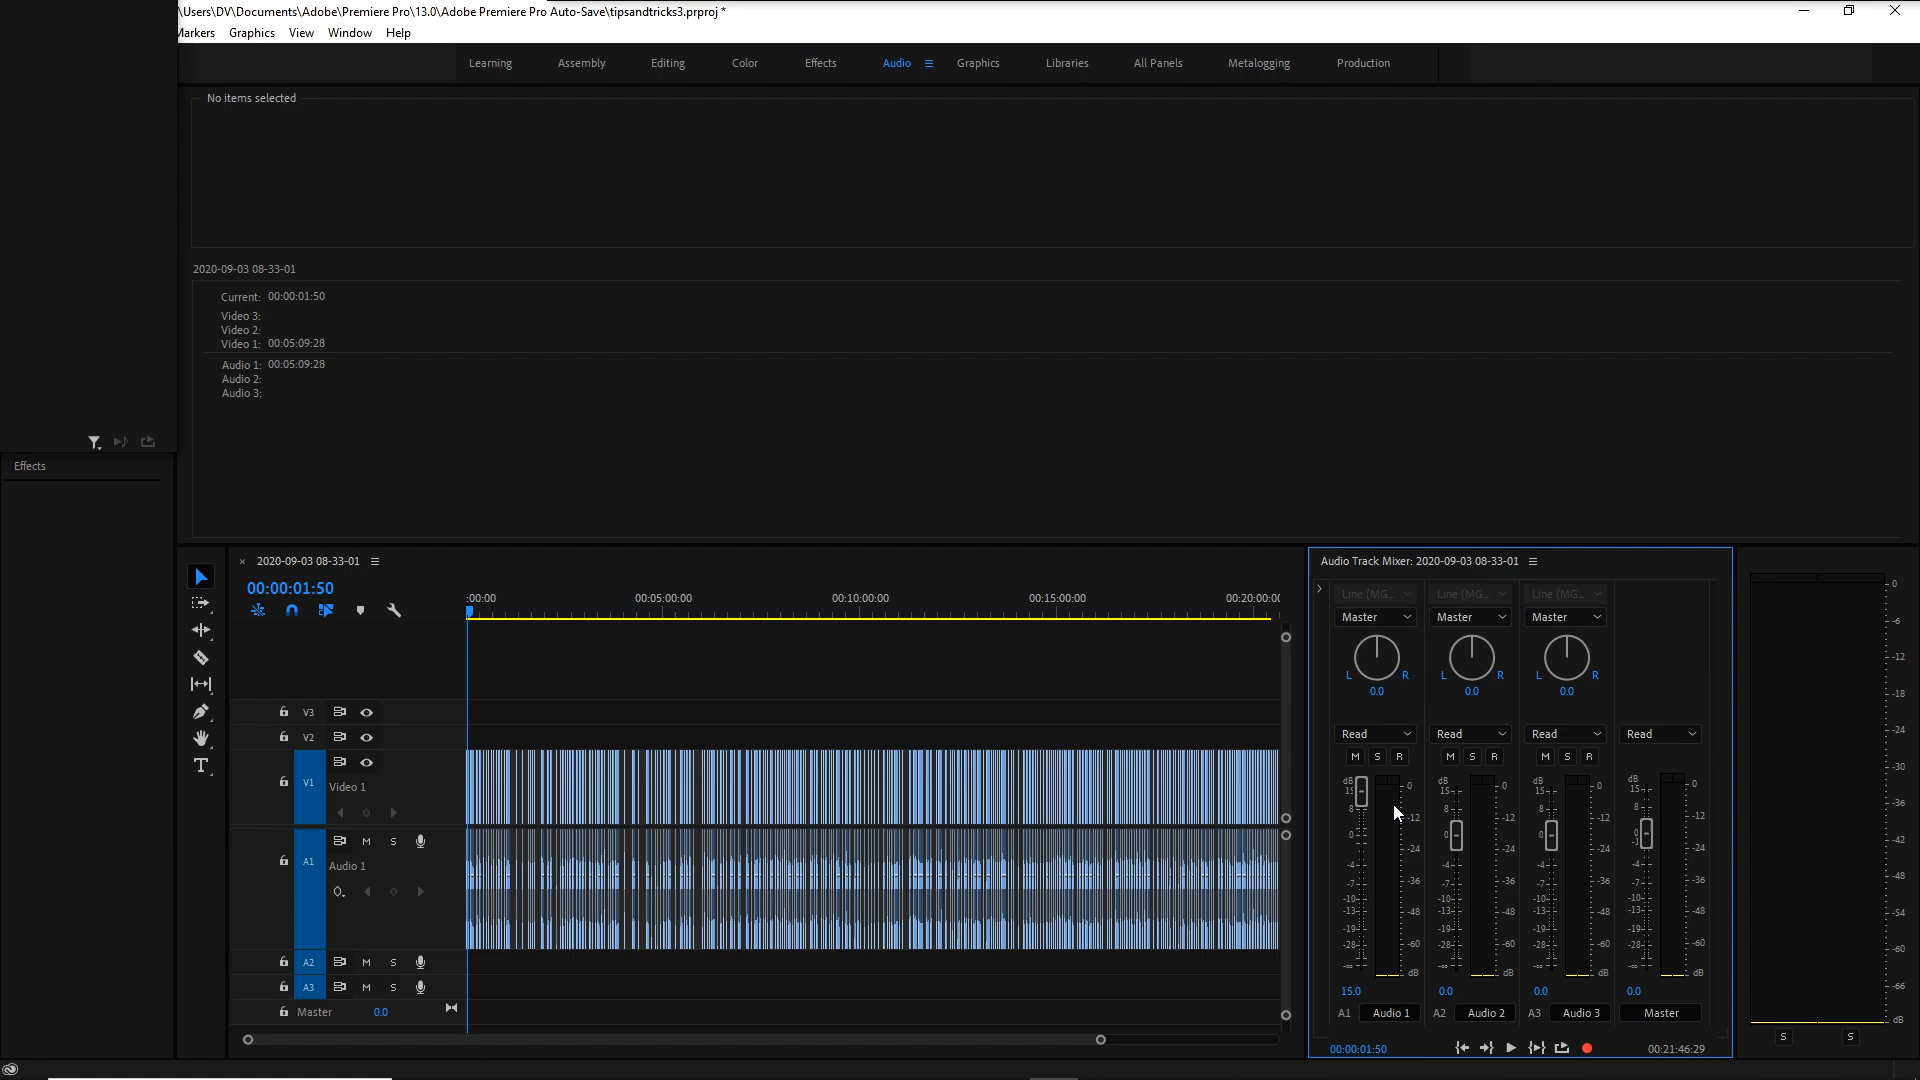 \Users\DV\Documents\Adobe\Premiere Pro\13.0\Adobe Premiere Pro Auto-Save\tipsandtricks3.prproj *
Markers Graphics View Window Help
Learning Assembly Editing Color Effects Audio Graphics Libraries All Panels Metalogging Production
No items selected
2020-09-03 08-33-01
Current: 00:00:01:50
Video 3:
Video 2:
Video 1: 00:05:09:28
Audio 1: 00:05:09:28
Audio 2:
Audio 3:
Effects
2020-09-03 08-33-01
00:00:01:50
:00:00 00:05:00:00 00:10:00:00 00:15:00:00 00:20:00:00
V3
V2
V1
Video 1
A1 M S
Audio 1
A2 M S
A3 M S
Master 0.0
Audio Track Mixer: 2020-09-03 08-33-01
Line (MG... Line (MG... Line (MG...
Master Master Master
L R L R L R
0.0 0.0 0.0
Read Read Read Read
M S R M S R M S R
dB dB dB dB
15 0 15 0 15 0 15 0
8 8 8 8
-12 -12 -12 -12
0 0 0 0
-1
-24 -24 -24 -24
-4 -4 -4 -4
-7 -36 -7 -36 -7 -36 -7 -36
-10 -10 -10 -10
-13 -48 -13 -48 -13 -48 -13 -48
-19 -19 -19 -19
-28 -60 -28 -60 -28 -60 -28 -60
-∞ dB -∞ dB -∞ dB -∞ dB
15.0 0.0 0.0 0.0
A1 Audio 1 A2 Audio 2 A3 Audio 3 Master
00:00:01:50 00:21:46:29
0
-6
-12
-18
-24
-30
-36
-42
-48
-54
-60
-66
dB
S S